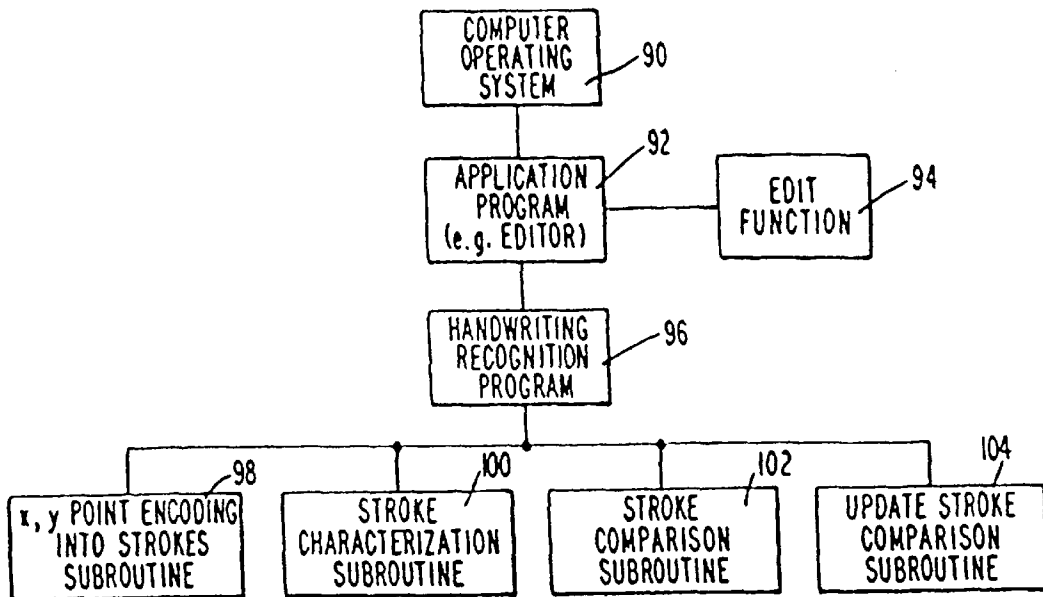 COMPUTER
OPERATING
SYSTEM
90
APPLICATION
PROGRAM
(e.g. EDITOR)
92
EDIT
FUNCTION
94
HANDWRITING
RECOGNITION
PROGRAM
96
x, y POINT ENCODING
INTO STROKES
SUBROUTINE
98
STROKE
CHARACTERIZATION
SUBROUTINE
100
STROKE
COMPARISON
SUBROUTINE
102
UPDATE STROKE
COMPARISON
SUBROUTINE
104